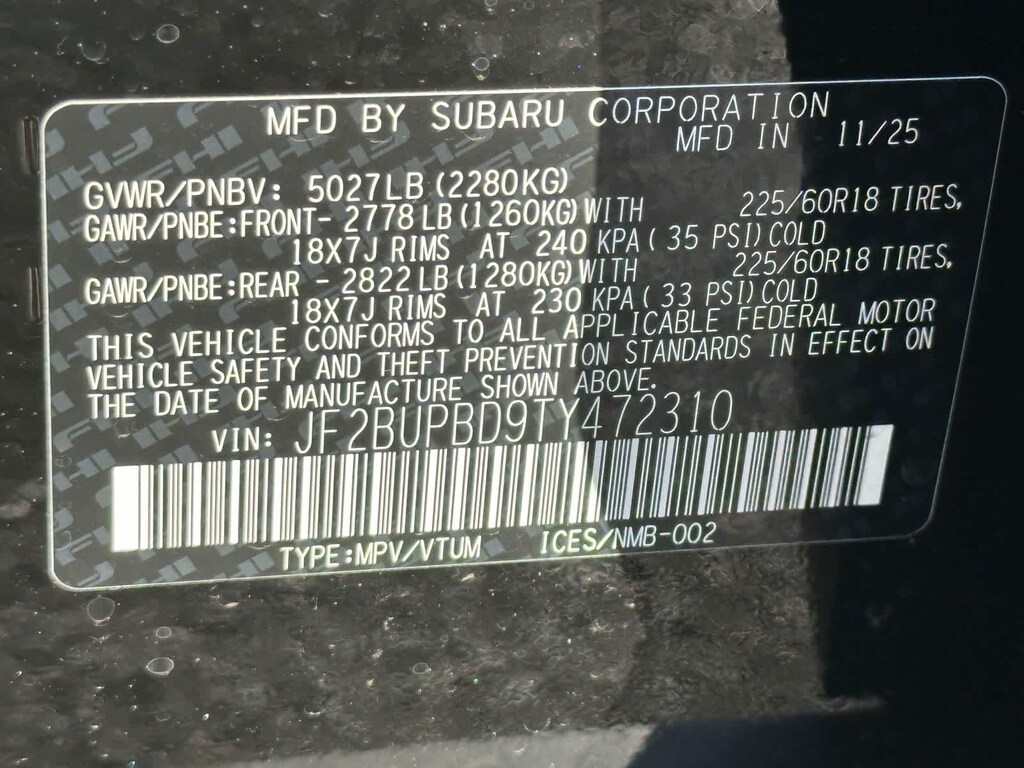 MFD BY SUBARU CORPORATION
MFD IN 11/25
GVWR/PNBV: 5027LB (2280KG)
GAWR/PNBE:FRONT- 2778 LB (1260KG) WITH 225/60R18 TIRES,
18X7J RIMS AT 240 KPA ( 35 PSI) COLD
GAWR/PNBE:REAR - 2822 LB (1280KG) WITH 225/60R18 TIRES,
18X7J RIMS AT 230 KPA ( 33 PSI) COLD
THIS VEHICLE CONFORMS TO ALL APPLICABLE FEDERAL MOTOR
VEHICLE SAFETY AND THEFT PREVENTION STANDARDS IN EFFECT ON
THE DATE OF MANUFACTURE SHOWN ABOVE.
VIN: JF2BUPBD9TY472310
TYPE:MPV/VTUM ICES/NMB-002